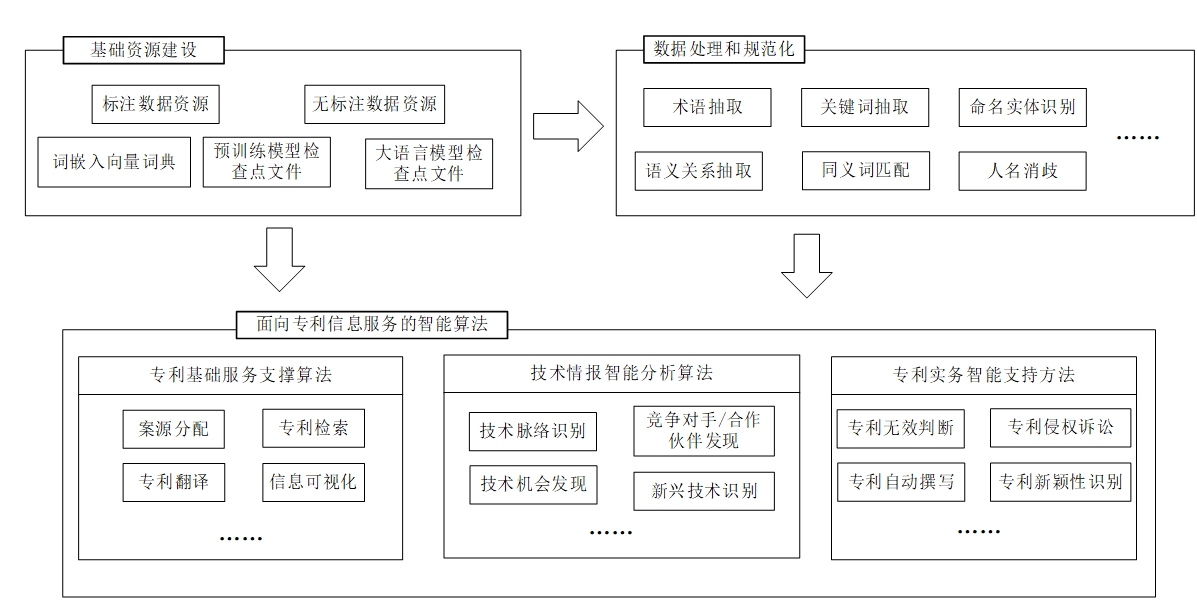 基础资源建设
标注数据资源
无标注数据资源
词嵌入向量词典
预训练模型检
查点文件
大语言模型检
查点文件
数据处理和规范化
术语抽取
关键词抽取
命名实体识别
······
语义关系抽取
同义词匹配
人名消歧
面向专利信息服务的智能算法
专利基础服务支撑算法
案源分配
专利检索
专利翻译
信息可视化
······
技术情报智能分析算法
技术脉络识别
竞争对手/合作
伙伴发现
技术机会发现
新兴技术识别
······
专利实务智能支持方法
专利无效判断
专利侵权诉讼
专利自动撰写
专利新颖性识别
······